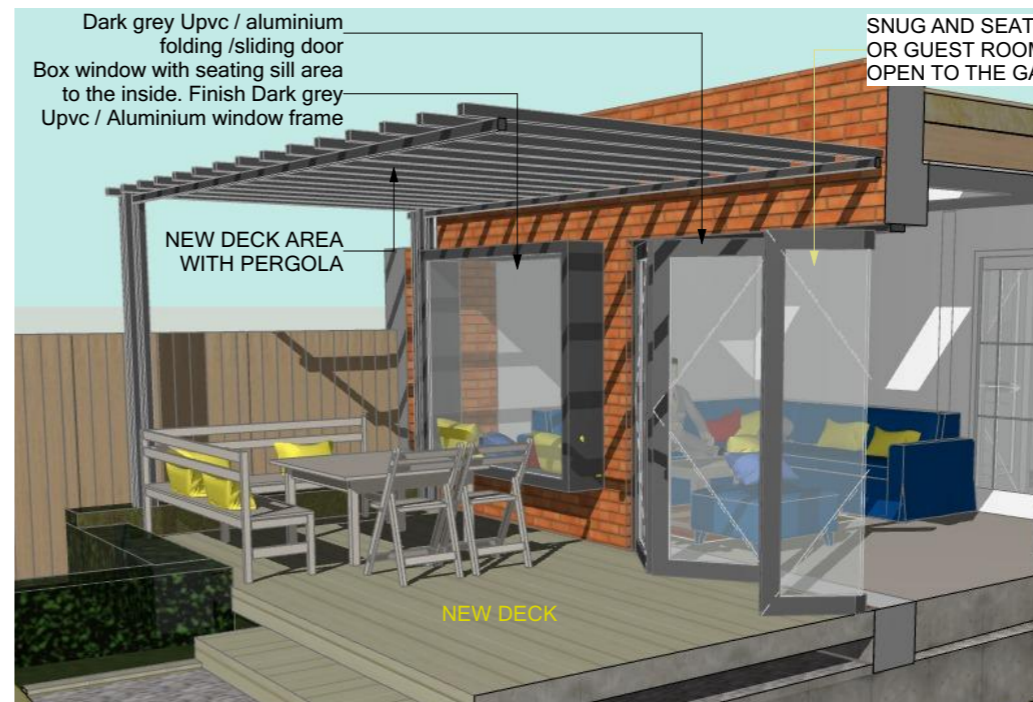 Dark grey Upvc / aluminium
folding /sliding door
Box window with seating sill area
to the inside. Finish Dark grey
Upvc / Aluminium window frame
SNUG AND SEAT
OR GUEST ROOM
OPEN TO THE GA
NEW DECK AREA
WITH PERGOLA
NEW DECK